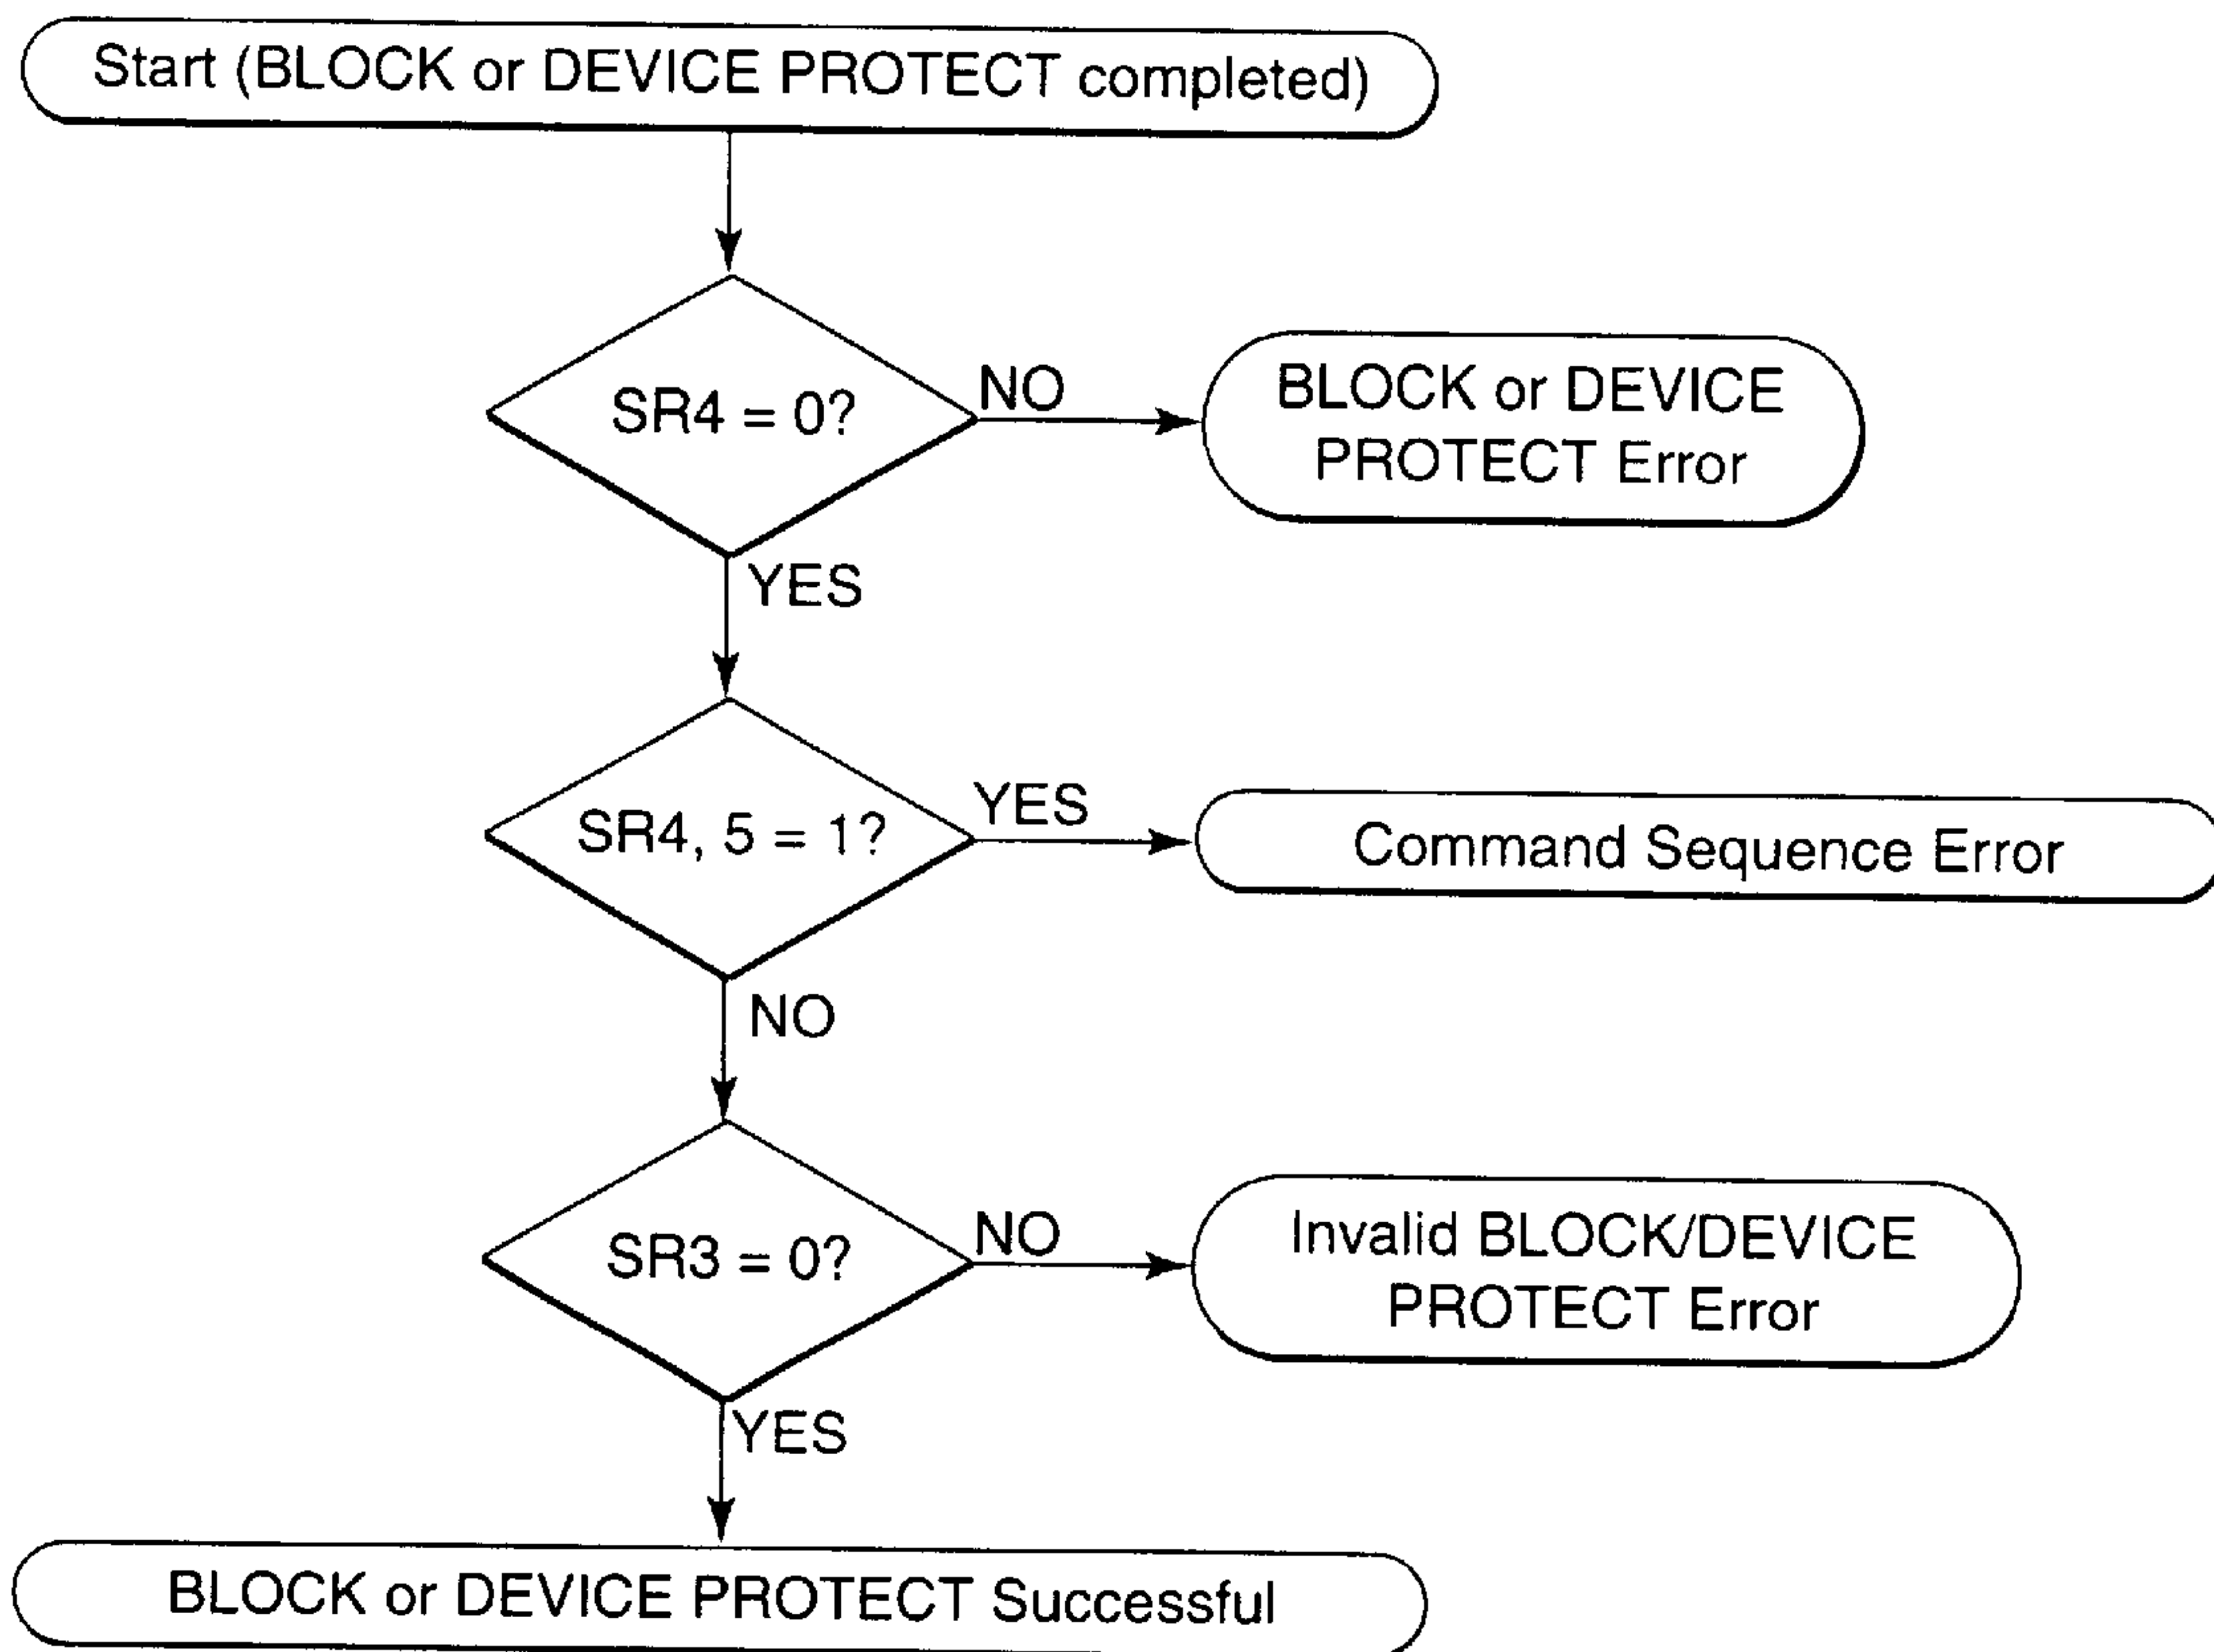 Start (BLOCK or DEVICE PROTECT completed)
SR4 = 0?
NO
BLOCK or DEVICE
PROTECT Error
YES
SR4, 5 = 1?
YES
Command Sequence Error
NO
SR3 = 0?
NO
Invalid BLOCK/DEVICE
PROTECT Error
YES
BLOCK or DEVICE PROTECT Successful